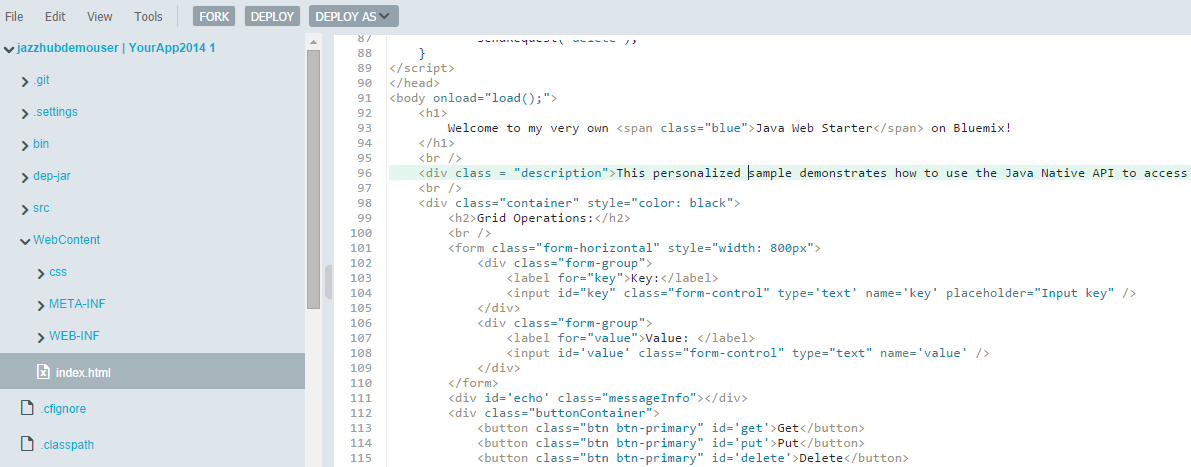 File Edit View Tools FORK DEPLOY DEPLOY AS
jazzhubdemouser | YourApp2014 1
.git
.settings
bin
dep-jar
src
WebContent
css
META-INF
WEB-INF
index.html
.cfignore
.classpath
87 sendRequest('delete');
88 }
89 </script>
90 </head>
91 <body onload="load();">
92 <h1>
93 Welcome to my very own <span class="blue">Java Web Starter</span> on Bluemix!
94 </h1>
95 <br />
96 <div class = "description">This personalized sample demonstrates how to use the Java Native API to access
97 <br />
98 <div class="container" style="color: black">
99 <h2>Grid Operations:</h2>
100 <br />
101 <form class="form-horizontal" style="width: 800px">
102 <div class="form-group">
103 <label for="key">Key:</label>
104 <input id="key" class="form-control" type='text' name='key' placeholder="Input key" />
105 </div>
106 <div class="form-group">
107 <label for="value">Value: </label>
108 <input id='value' class="form-control" type="text" name='value' />
109 </div>
110 </form>
111 <div id='echo' class="messageInfo"></div>
112 <div class="buttonContainer">
113 <button class="btn btn-primary" id='get'>Get</button>
114 <button class="btn btn-primary" id='put'>Put</button>
115 <button class="btn btn-primary" id='delete'>Delete</button>